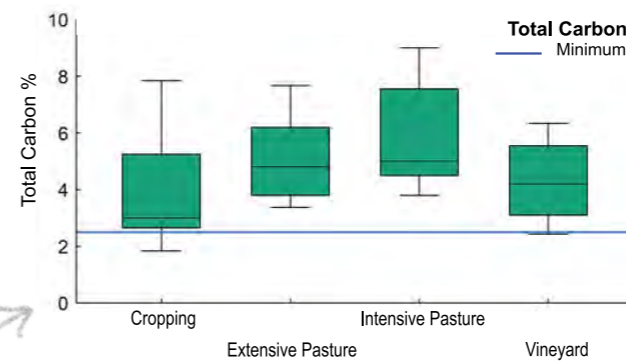 Total Carbon
Minimum
Total Carbon %
10
8
6
4
2
0
Cropping
Intensive Pasture
Extensive Pasture
Vineyard